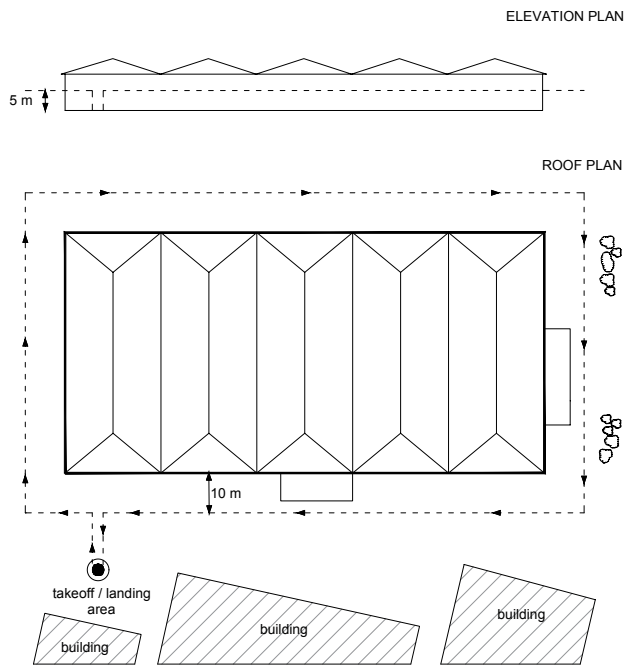 ELEVATION PLAN
5 m
ROOF PLAN
10 m
takeoff / landing
area
building
building
building